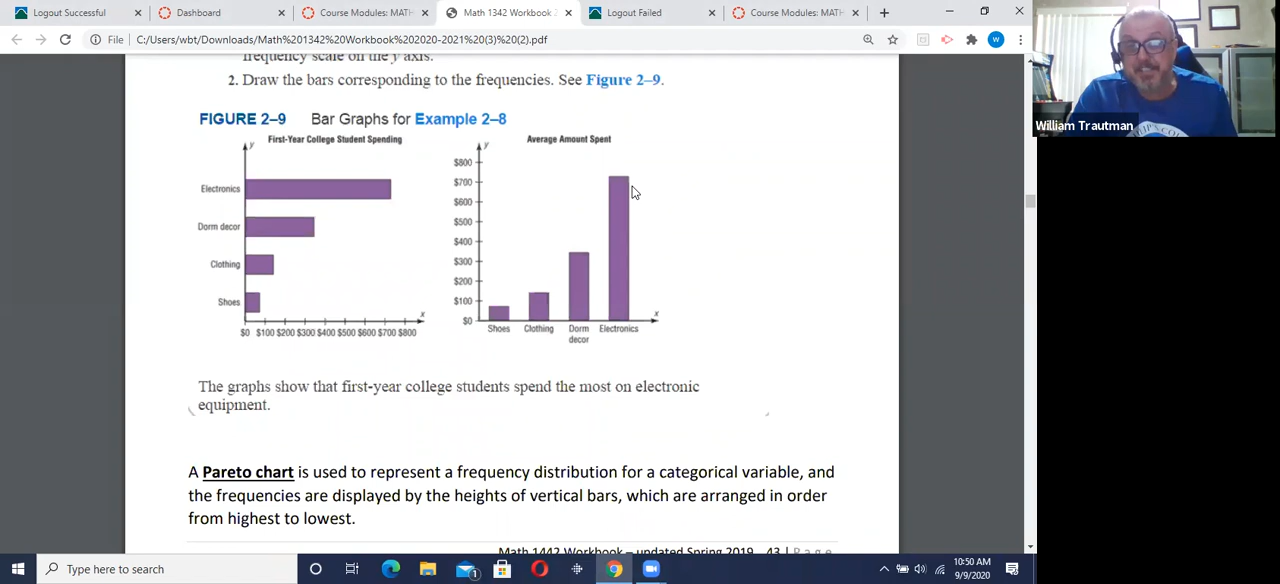 Logout Successful
Dashboard
Course Modules: MATH
Math 1342 Workbook 2
Logout Failed
Course Modules: MATH
File
C:/Users/wbt/Downloads/Math%201342%20Workbook%202020-2021%20(3)%20(2).pdf
W
frequency scale on the y axis.
2. Draw the bars corresponding to the frequencies. See Figure 2–9.
FIGURE 2–9 Bar Graphs for Example 2–8
First-Year College Student Spending
y
Electronics
Dorm decor
Clothing
Shoes
x
$0 $100 $200 $300 $400 $500 $600 $700 $800
Average Amount Spent
y
$800
$700
$600
$500
$400
$300
$200
$100
$0
x
Shoes Clothing Dorm decor Electronics
The graphs show that first-year college students spend the most on electronic
equipment.
A Pareto chart is used to represent a frequency distribution for a categorical variable, and
the frequencies are displayed by the heights of vertical bars, which are arranged in order
from highest to lowest.
Math 1442 Workbook – updated Spring 2019 43 | Page
William Trautman
Type here to search
1
10:50 AM
9/9/2020